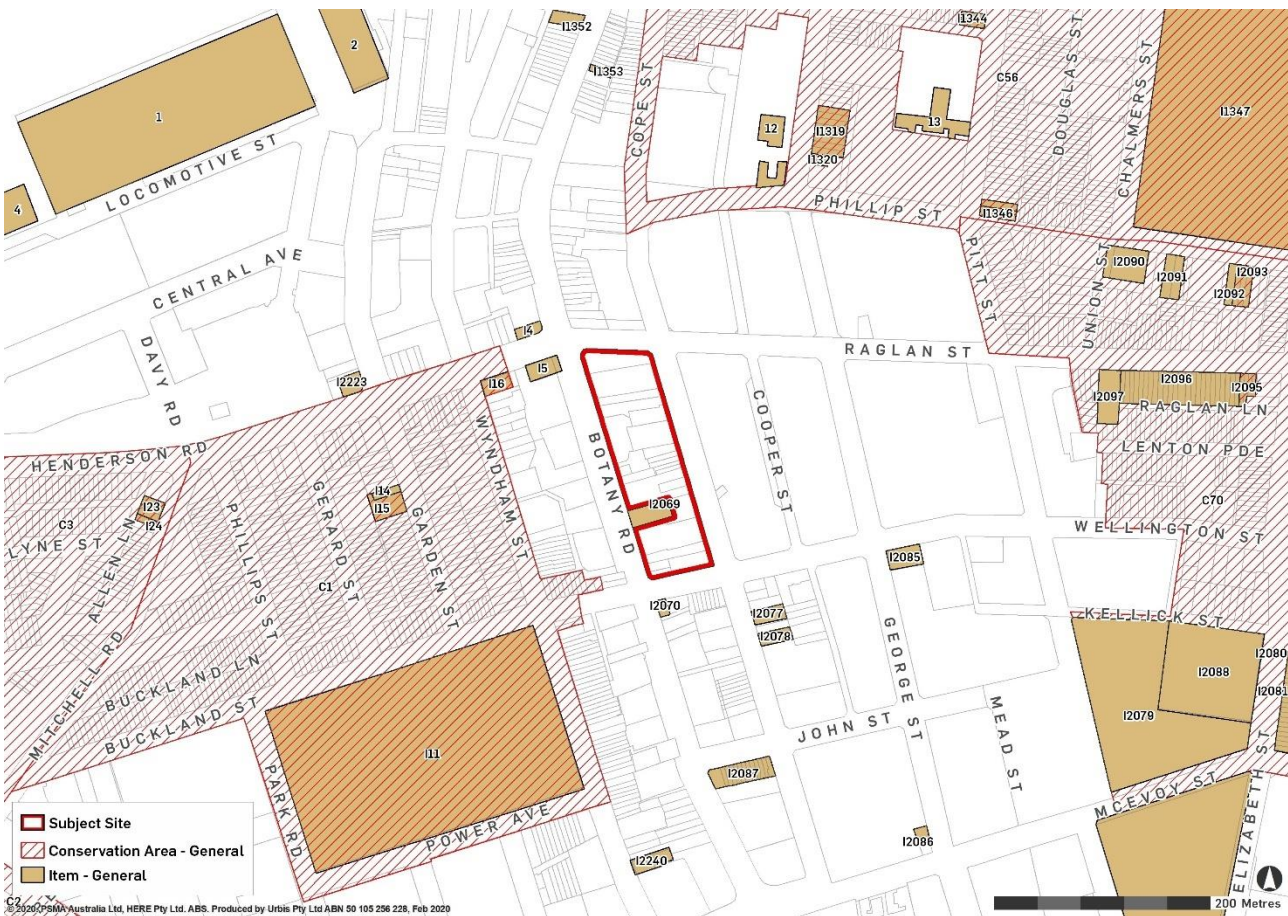 I1352
I1344
2
I1353
COPE ST
C56
DOUGLAS ST
CHALMERS ST
I1347
1
12
I1319
13
LOCOMOTIVE ST
I1320
4
PHILLIP ST
I1346
CENTRAL AVE
PITT ST
UNION ST
I2090
I2091
I2093
I2092
DAVY RD
I4
RAGLAN ST
I5
I2223
I16
I2096
I2095
I2097
RAGLAN LN
WYNDHAM ST
BOTANY RD
COOPER ST
LENTON PDE
HENDERSON RD
I14
I15
I23
I24
C3
LYNE ST
ALLEN LN
PHILLIPS ST
GERARD ST
GARDEN ST
I2069
C70
WELLINGTON ST
I2085
C1
I2070
I2077
I2078
GEORGE ST
KELLICK ST
I2080
I2088
I2081
MITCHELL RD
BUCKLAND LN
BUCKLAND ST
I2079
JOHN ST
MEAD ST
I11
I2087
PARK RD
POWER AVE
MCEVOY ST
ELIZABETH ST
I2086
I2240
Subject Site
Conservation Area - General
Item - General
C2
© 2020, PSMA Australia Ltd, HERE Pty Ltd. ABS. Produced by Urbis Pty Ltd ABN 50 105 256 228, Feb 2020
200 Metres